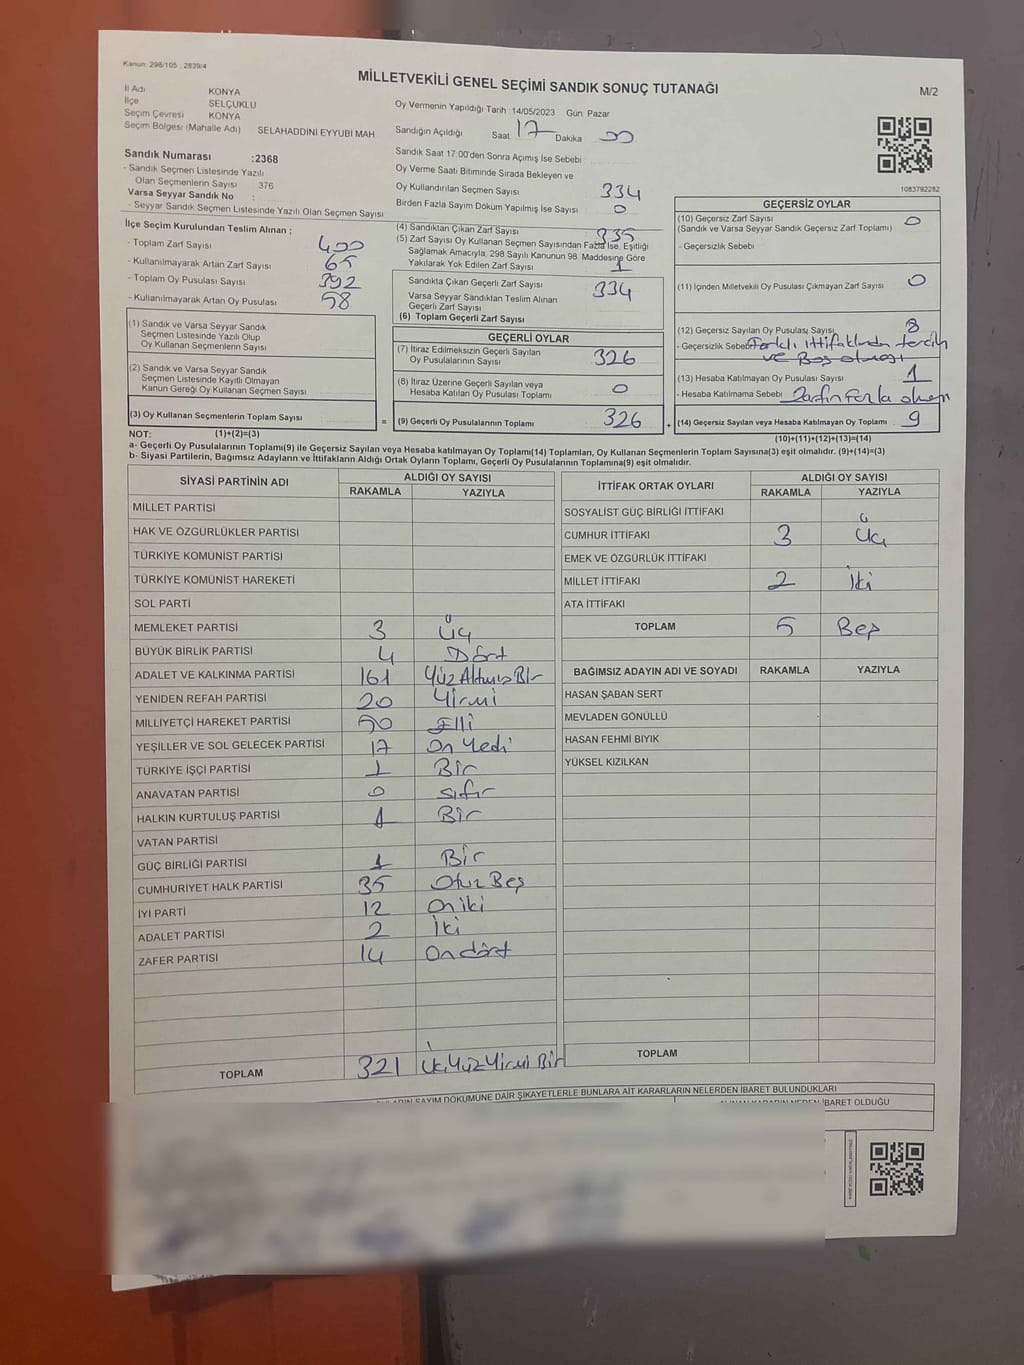 Kanun: 298/105 : 2839/4
MİLLETVEKİLİ GENEL SEÇİMİ SANDIK SONUÇ TUTANAĞI
M/2
İl Adı KONYA
İlçe SELÇUKLU
Seçim Çevresi KONYA
Seçim Bölgesi (Mahalle Adı) SELAHADDİNİ EYYUBİ MAH
Sandık Numarası :2368
- Sandık Seçmen Listesinde Yazılı
Olan Seçmenlerin Sayısı 376
Varsa Seyyar Sandık No :
- Seyyar Sandık Seçmen Listesinde Yazılı Olan Seçmen Sayısı
Oy Vermenin Yapıldığı Tarih :14/05/2023 Gün: Pazar
Sandığın Açıldığı Saat 17 Dakika 00
Sandık Saat 17:00'den Sonra Açımış İse Sebebi
Oy Verme Saati Bitiminde Sırada Bekleyen ve
Oy Kullandırılan Seçmen Sayısı 334
Birden Fazla Sayım Döküm Yapılmış İse Sayısı 0
1083792282
İlçe Seçim Kurulundan Teslim Alınan ;
- Toplam Zarf Sayısı 400
- Kullanılmayarak Artan Zarf Sayısı 65
- Toplam Oy Pusulası Sayısı 392
- Kullanılmayarak Artan Oy Pusulası 58
(4) Sandıktan Çıkan Zarf Sayısı 335
(5) Zarf Sayısı Oy Kullanan Seçmen Sayısından Fazla İse, Eşitliği
Sağlamak Amacıyla, 298 Sayılı Kanunun 98. Maddesine Göre
Yakılarak Yok Edilen Zarf Sayısı 1
Sandıkta Çıkan Geçerli Zarf Sayısı 334
Varsa Seyyar Sandıktan Teslim Alınan
Geçerli Zarf Sayısı
(6) Toplam Geçerli Zarf Sayısı
GEÇERSİZ OYLAR
(10) Geçersiz Zarf Sayısı 0
(Sandık ve Varsa Seyyar Sandık Geçersiz Zarf Toplamı)
- Geçersizlik Sebebi
(11) İçinden Milletvekili Oy Pusulası Çıkmayan Zarf Sayısı 0
(12) Geçersiz Sayılan Oy Pusulası Sayısı 8
- Geçersizlik Sebebi Farklı ittifaklında tercih
ve Boş olması
(13) Hesaba Katılmayan Oy Pusulası Sayısı 1
- Hesaba Katılmama Sebebi Zarfın Fazla olması
(14) Geçersiz Sayılan veya Hesaba Katılmayan Oy Toplamı 9
(10)+(11)+(12)+(13)=(14)
(1) Sandık ve Varsa Seyyar Sandık
Seçmen Listesinde Yazılı Olup
Oy Kullanan Seçmenlerin Sayısı
(2) Sandık ve Varsa Seyyar Sandık
Seçmen Listesinde Kayıtlı Olmayan
Kanun Gereği Oy Kullanan Seçmen Sayısı
(3) Oy Kullanan Seçmenlerin Toplam Sayısı =
(1)+(2)=(3)
GEÇERLİ OYLAR
(7) İtiraz Edilmeksizin Geçerli Sayılan
Oy Pusulalarının Sayısı 326
(8) İtiraz Üzerine Geçerli Sayılan veya
Hesaba Katılan Oy Pusulası Toplamı 0
(9) Geçerli Oy Pusulalarının Toplamı 326 +
NOT:
a- Geçerli Oy Pusulalarının Toplamı(9) ile Geçersiz Sayılan veya Hesaba katılmayan Oy Toplamı(14) Toplamları, Oy Kullanan Seçmenlerin Toplam Sayısına(3) eşit olmalıdır. (9)+(14)=(3)
b- Siyasi Partilerin, Bağımsız Adayların ve İttifakların Aldığı Ortak Oyların Toplamı, Geçerli Oy Pusulalarının Toplamına(9) eşit olmalıdır.
SİYASİ PARTİNİN ADI ALDIĞI OY SAYISI
RAKAMLA YAZIYLA
MİLLET PARTİSİ
HAK VE ÖZGÜRLÜKLER PARTİSİ
TÜRKİYE KOMÜNİST PARTİSİ
TÜRKİYE KOMÜNİST HAREKETİ
SOL PARTİ
MEMLEKET PARTİSİ 3 Üç
BÜYÜK BİRLİK PARTİSİ 4 Dört
ADALET VE KALKINMA PARTİSİ 161 Yüz Altmış Bir
YENİDEN REFAH PARTİSİ 20 Yirmi
MİLLİYETÇİ HAREKET PARTİSİ 50 Elli
YEŞİLLER VE SOL GELECEK PARTİSİ 17 On Yedi
TÜRKİYE İŞÇİ PARTİSİ 1 Bir
ANAVATAN PARTİSİ 0 sıfır
HALKIN KURTULUŞ PARTİSİ 1 Bir
VATAN PARTİSİ
GÜÇ BİRLİĞİ PARTİSİ 1 Bir
CUMHURİYET HALK PARTİSİ 35 Otuz Beş
İYİ PARTİ 12 On iki
ADALET PARTİSİ 2 İki
ZAFER PARTİSİ 14 On dört
TOPLAM 321 Üç Yüz Yirmi Bir
İTTİFAK ORTAK OYLARI ALDIĞI OY SAYISI
RAKAMLA YAZIYLA
SOSYALİST GÜÇ BİRLİĞİ İTTİFAKI
CUMHUR İTTİFAKI 3 Üç
EMEK VE ÖZGÜRLÜK İTTİFAKI
MİLLET İTTİFAKI 2 İki
ATA İTTİFAKI
TOPLAM 5 Beş
BAĞIMSIZ ADAYIN ADI VE SOYADI RAKAMLA YAZIYLA
HASAN ŞABAN SERT
MEVLADEN GÖNÜLLÜ
HASAN FEHMİ BIYIK
YÜKSEL KIZILKAN
TOPLAM
SAYIM DÖKÜMÜNE DAİR ŞİKAYETLERLE BUNLARA AİT KARARLARIN NELERDEN İBARET BULUNDUKLARI
İBARET OLDUĞU